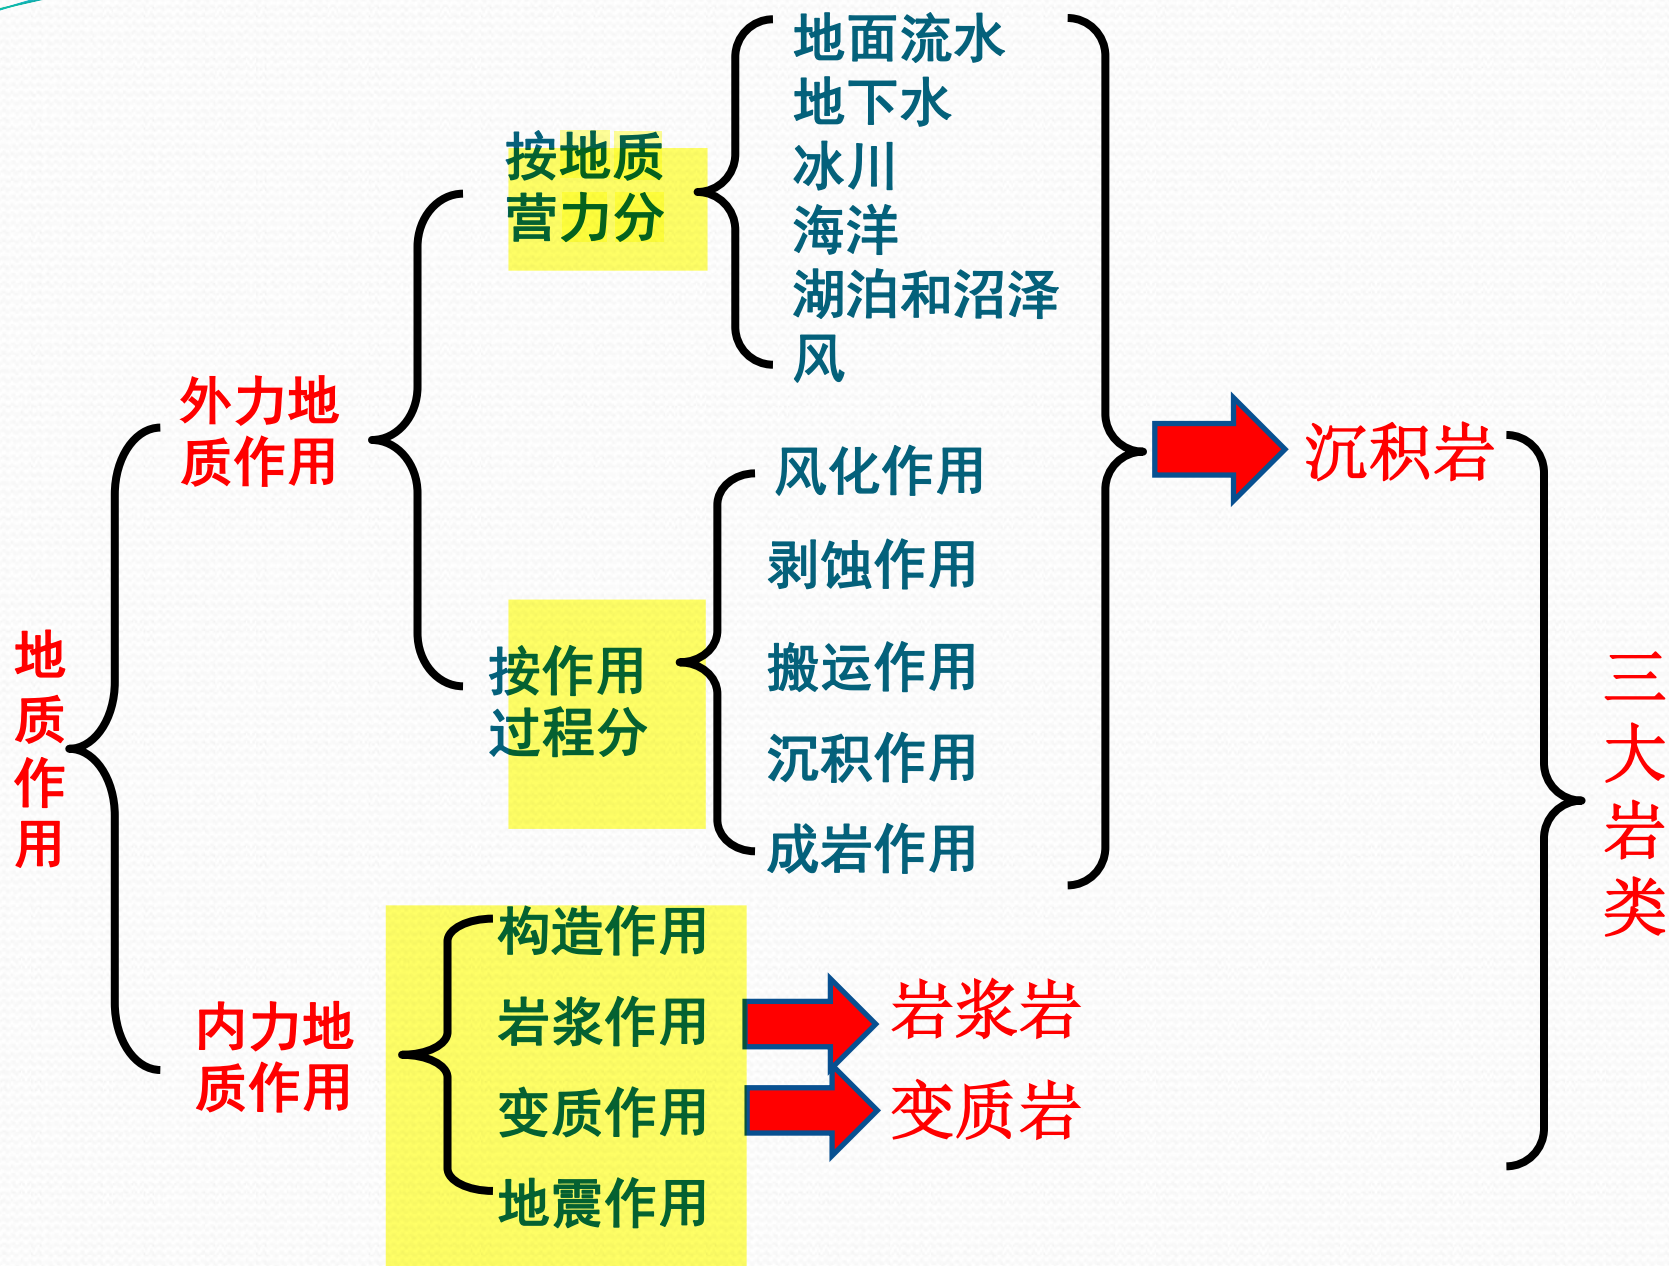 地面流水
地下水
冰川
海洋
湖泊和沼泽
风
按地质
营力分
外力地
质作用
风化作用
剥蚀作用
搬运作用
沉积作用
成岩作用
按作用
过程分
沉积岩
地
质
作
用
三
大
岩
类
内力地
质作用
构造作用
岩浆作用
变质作用
地震作用
岩浆岩
变质岩